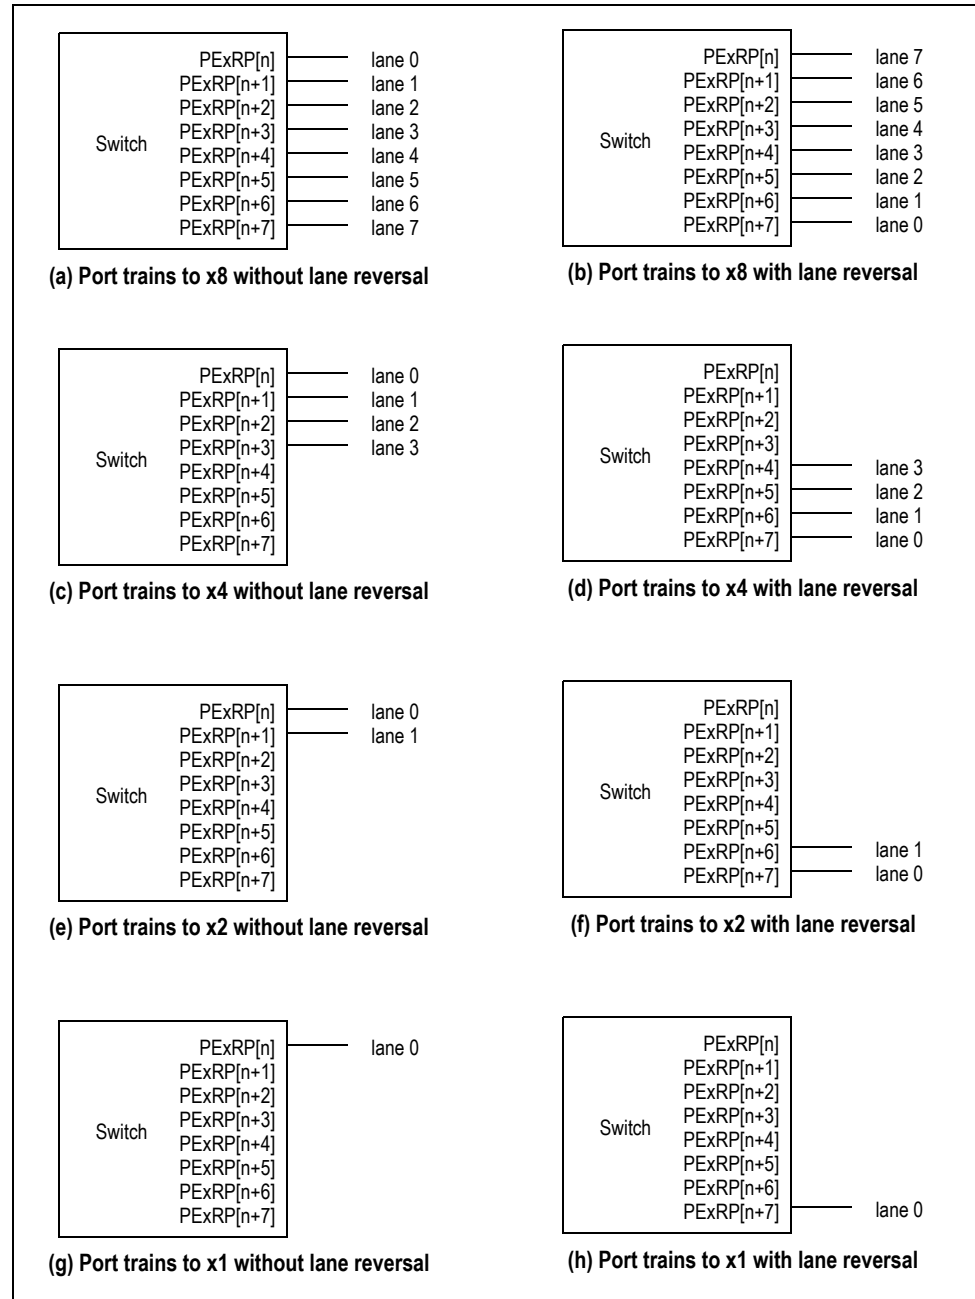 PExRP[n] lane 0
PExRP[n+1] lane 1
PExRP[n+2] lane 2
PExRP[n+3] lane 3
Switch
PExRP[n+4] lane 4
PExRP[n+5] lane 5
PExRP[n+6] lane 6
PExRP[n+7] lane 7
(a) Port trains to x8 without lane reversal
PExRP[n] lane 7
PExRP[n+1] lane 6
PExRP[n+2] lane 5
PExRP[n+3] lane 4
Switch
PExRP[n+4] lane 3
PExRP[n+5] lane 2
PExRP[n+6] lane 1
PExRP[n+7] lane 0
(b) Port trains to x8 with lane reversal
PExRP[n] lane 0
PExRP[n+1] lane 1
PExRP[n+2] lane 2
PExRP[n+3] lane 3
Switch
PExRP[n+4]
PExRP[n+5]
PExRP[n+6]
PExRP[n+7]
(c) Port trains to x4 without lane reversal
PExRP[n]
PExRP[n+1]
PExRP[n+2]
PExRP[n+3]
Switch
PExRP[n+4] lane 3
PExRP[n+5] lane 2
PExRP[n+6] lane 1
PExRP[n+7] lane 0
(d) Port trains to x4 with lane reversal
PExRP[n] lane 0
PExRP[n+1] lane 1
PExRP[n+2]
PExRP[n+3]
Switch
PExRP[n+4]
PExRP[n+5]
PExRP[n+6]
PExRP[n+7]
(e) Port trains to x2 without lane reversal
PExRP[n]
PExRP[n+1]
PExRP[n+2]
PExRP[n+3]
Switch
PExRP[n+4]
PExRP[n+5]
PExRP[n+6] lane 1
PExRP[n+7] lane 0
(f) Port trains to x2 with lane reversal
PExRP[n] lane 0
PExRP[n+1]
PExRP[n+2]
PExRP[n+3]
Switch
PExRP[n+4]
PExRP[n+5]
PExRP[n+6]
PExRP[n+7]
(g) Port trains to x1 without lane reversal
PExRP[n]
PExRP[n+1]
PExRP[n+2]
PExRP[n+3]
Switch
PExRP[n+4]
PExRP[n+5]
PExRP[n+6]
PExRP[n+7] lane 0
(h) Port trains to x1 with lane reversal